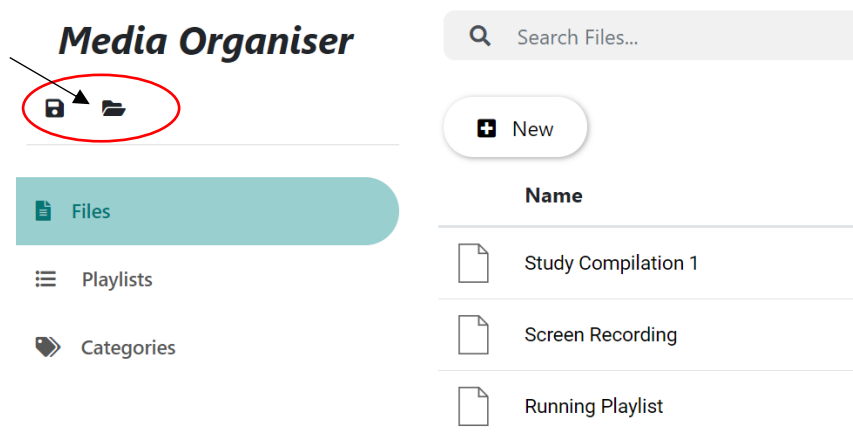 Media Organiser
Files
Playlists
Categories
Search Files...
New
Name
Study Compilation 1
Screen Recording
Running Playlist